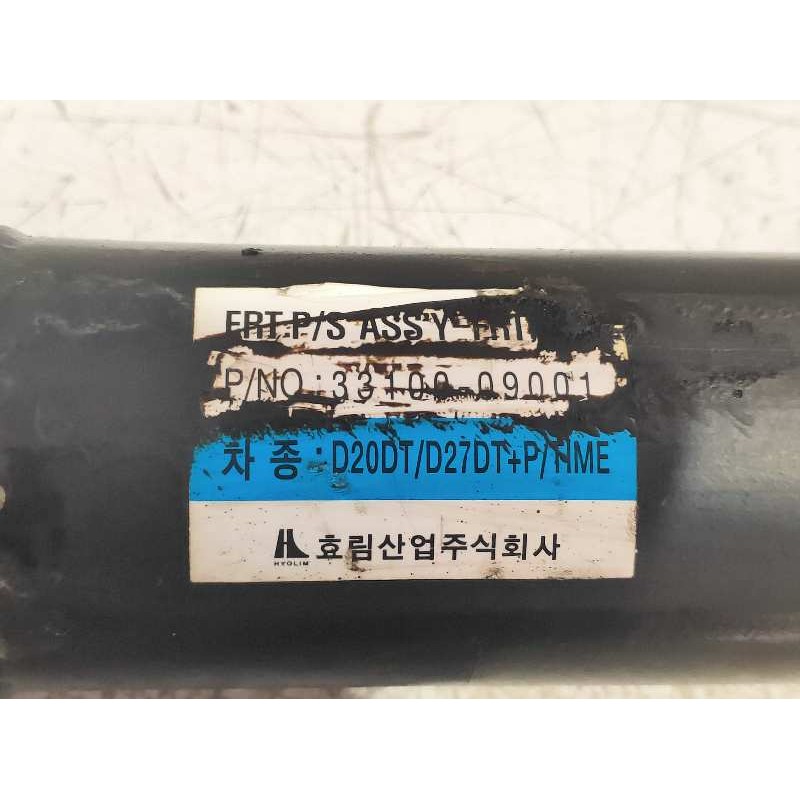 FRT.P/S ASS'Y-FRT
P/NO : 33100-09001
차 종 : D20DT/D27DT+P/TIME
HYOLIM 효림산업주식회사